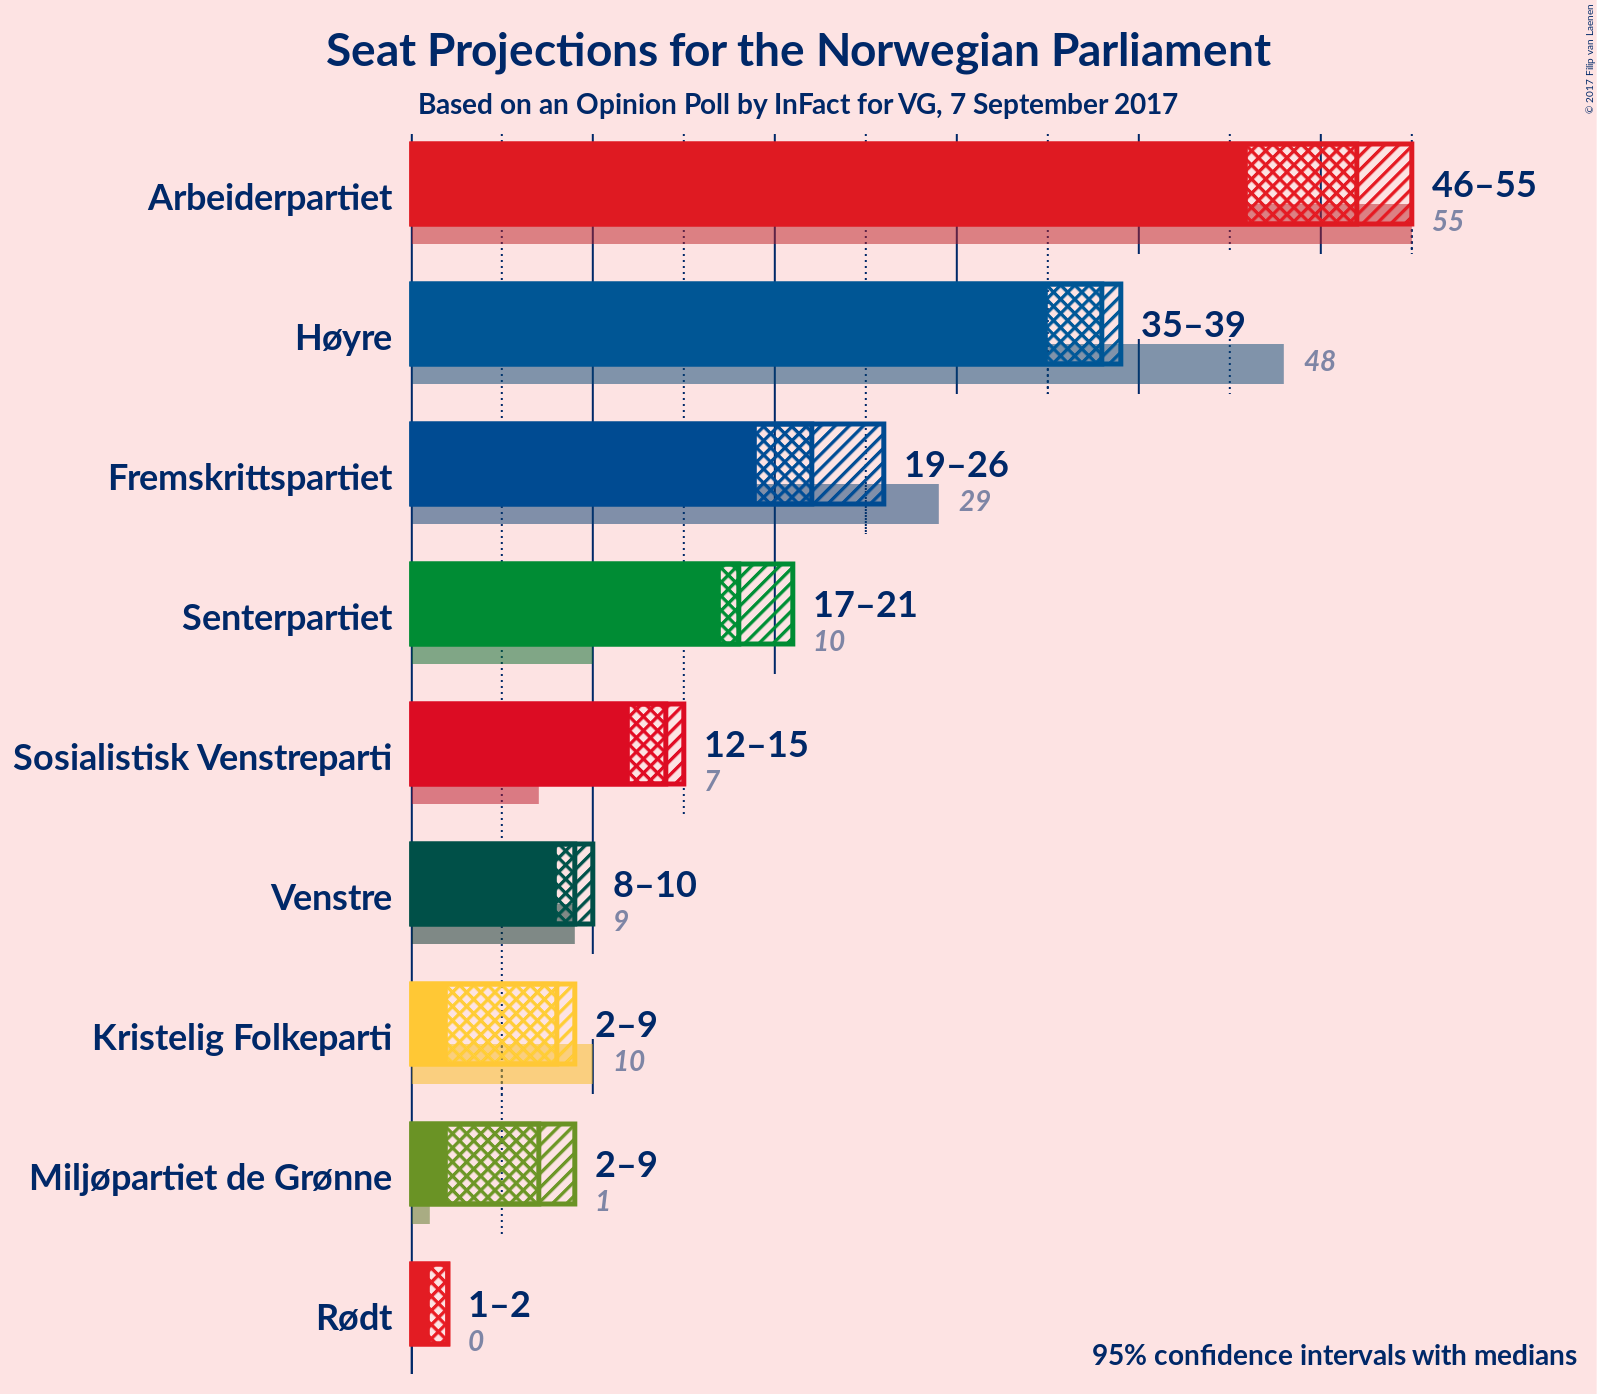 Seat Projections for the Norwegian Parliament
Based on an Opinion Poll by InFact for VG, 7 September 2017
© 2017 Filip van Laenen
Arbeiderpartiet
46–55
55
Høyre
35–39
48
Fremskrittspartiet
19–26
29
Senterpartiet
17–21
10
Sosialistisk Venstreparti
12–15
7
Venstre
8–10
9
Kristelig Folkeparti
2–9
10
Miljøpartiet de Grønne
2–9
1
Rødt
1–2
0
95% confidence intervals with medians